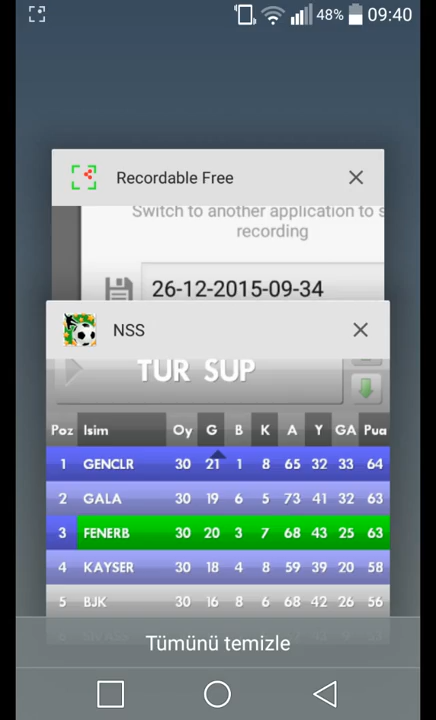 48% 09:40
Recordable Free
Switch to another application to s
recording
26-12-2015-09-34
NSS
TUR SUP
Poz Isim Oy G B K A Y GA Pua
1 GENCLR 30 21 1 8 65 32 33 64
2 GALA 30 19 6 5 73 41 32 63
3 FENERB 30 20 3 7 68 43 25 63
4 KAYSER 30 18 4 8 59 39 20 58
5 BJK 30 16 8 6 68 42 26 56
Tümünü temizle